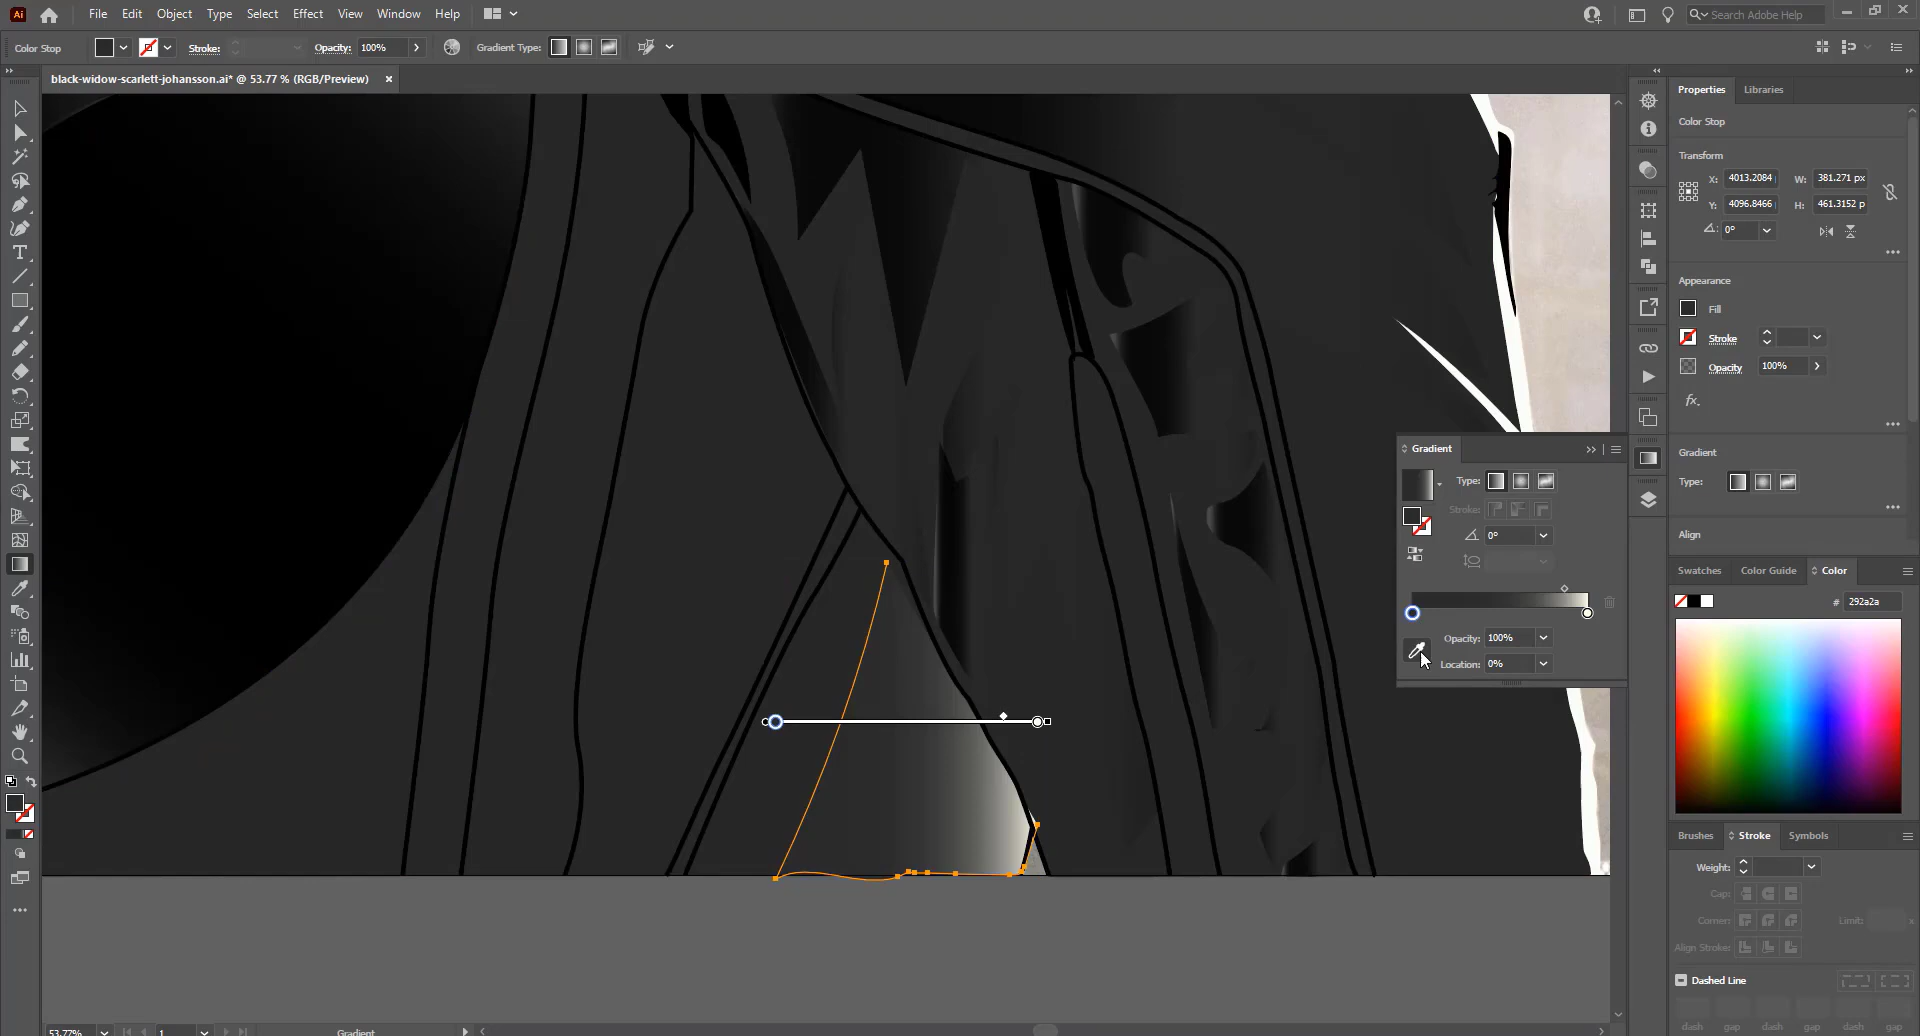 Ai File Edit Object Type Select Effect View Window Help Search Adobe Help
Color Stop Stroke: Opacity: 100% Gradient Type:
black-widow-scarlett-johansson.ai* @ 53.77 % (RGB/Preview)
Properties Libraries
Color Stop
Transform
X: 4013.2084 W: 381.271 px
Y: 4096.8466 H: 461.3152 p
0°
Appearance
Fill
Stroke
Opacity 100%
fx.
Gradient
Type:
Align
Gradient
Type:
Stroke:
0°
Opacity: 100%
Location: 0%
Swatches Color Guide Color
# 292a2a
Brushes Stroke Symbols
Weight:
Cap:
Corner: Limit: x
Align Stroke:
Dashed Line
dash gap dash gap dash gap
53.77% 1 Gradient